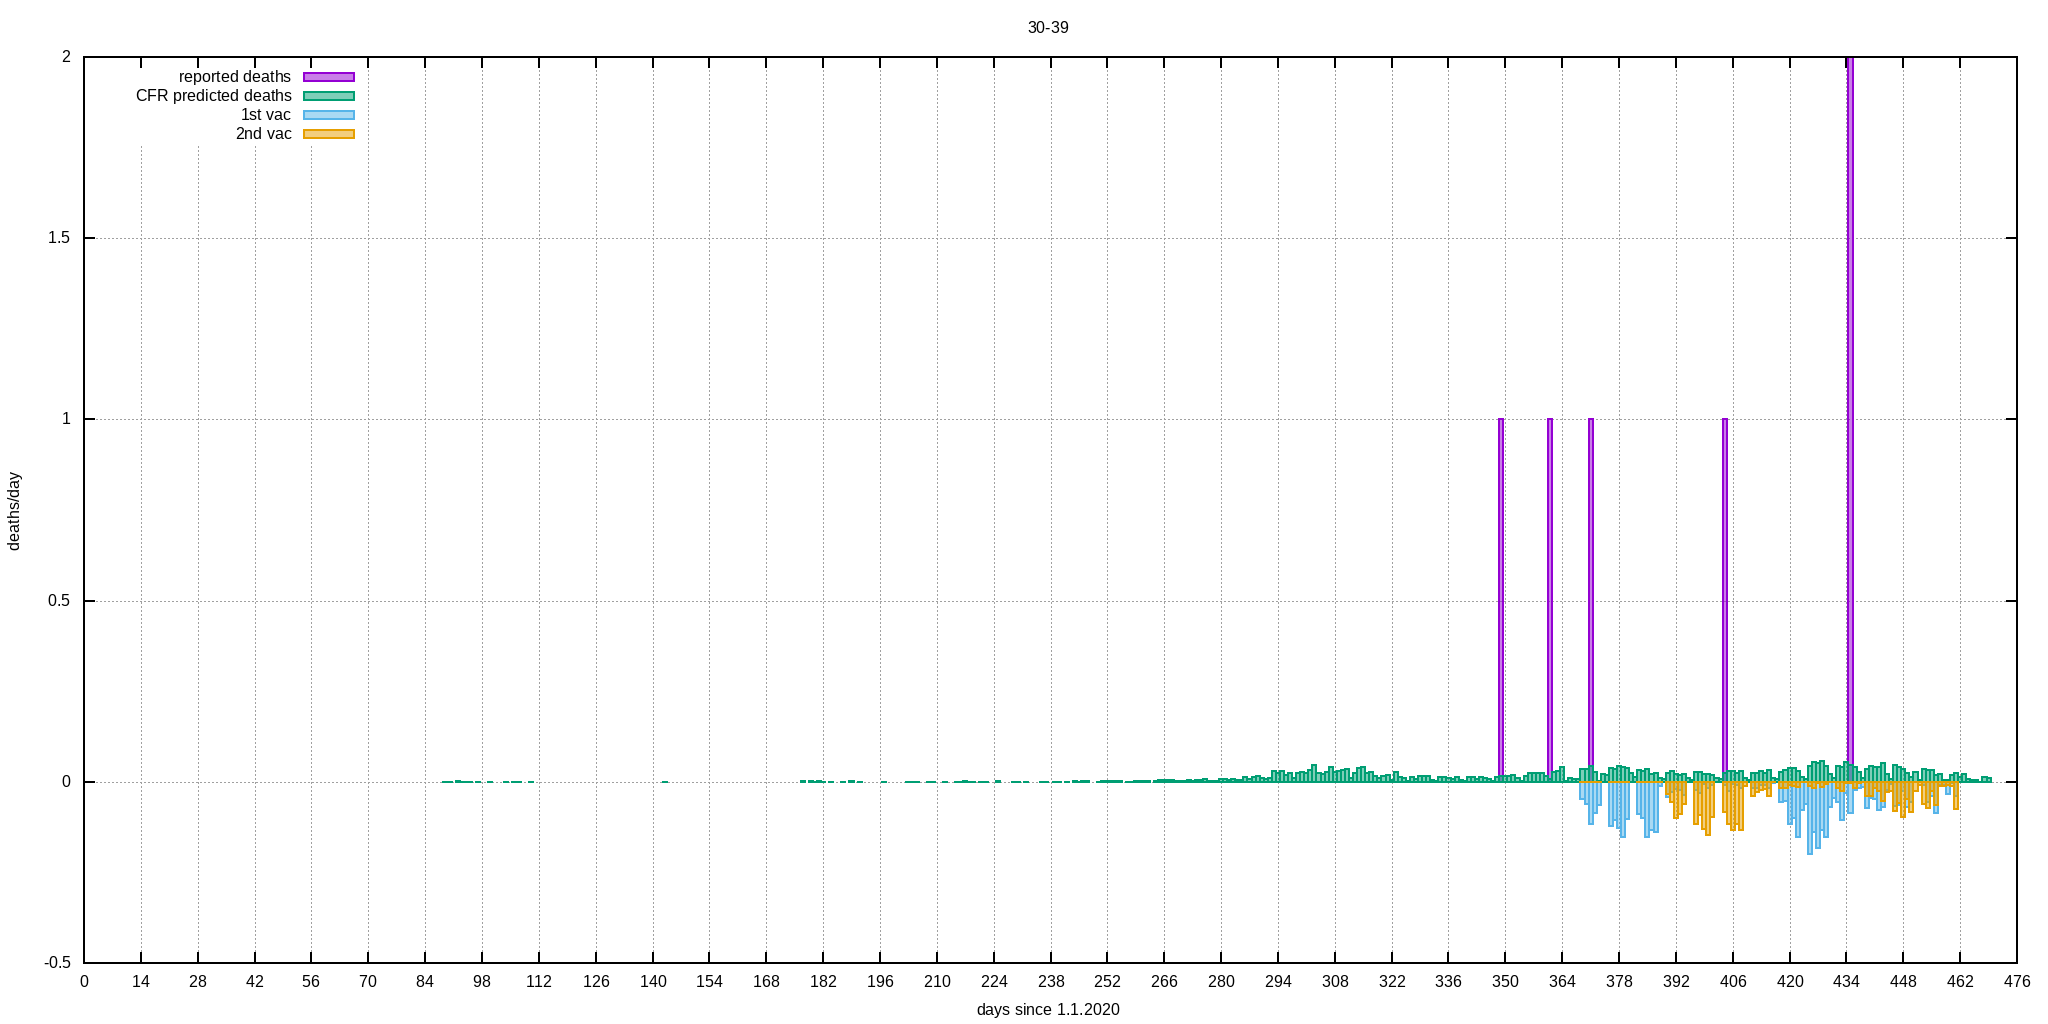 30-39
reported deaths
CFR predicted deaths
1st vac
2nd vac
2
1.5
1
0.5
0
-0.5
deaths/day
0 14 28 42 56 70 84 98 112 126 140 154 168 182 196 210 224 238 252 266 280 294 308 322 336 350 364 378 392 406 420 434 448 462 476
days since 1.1.2020